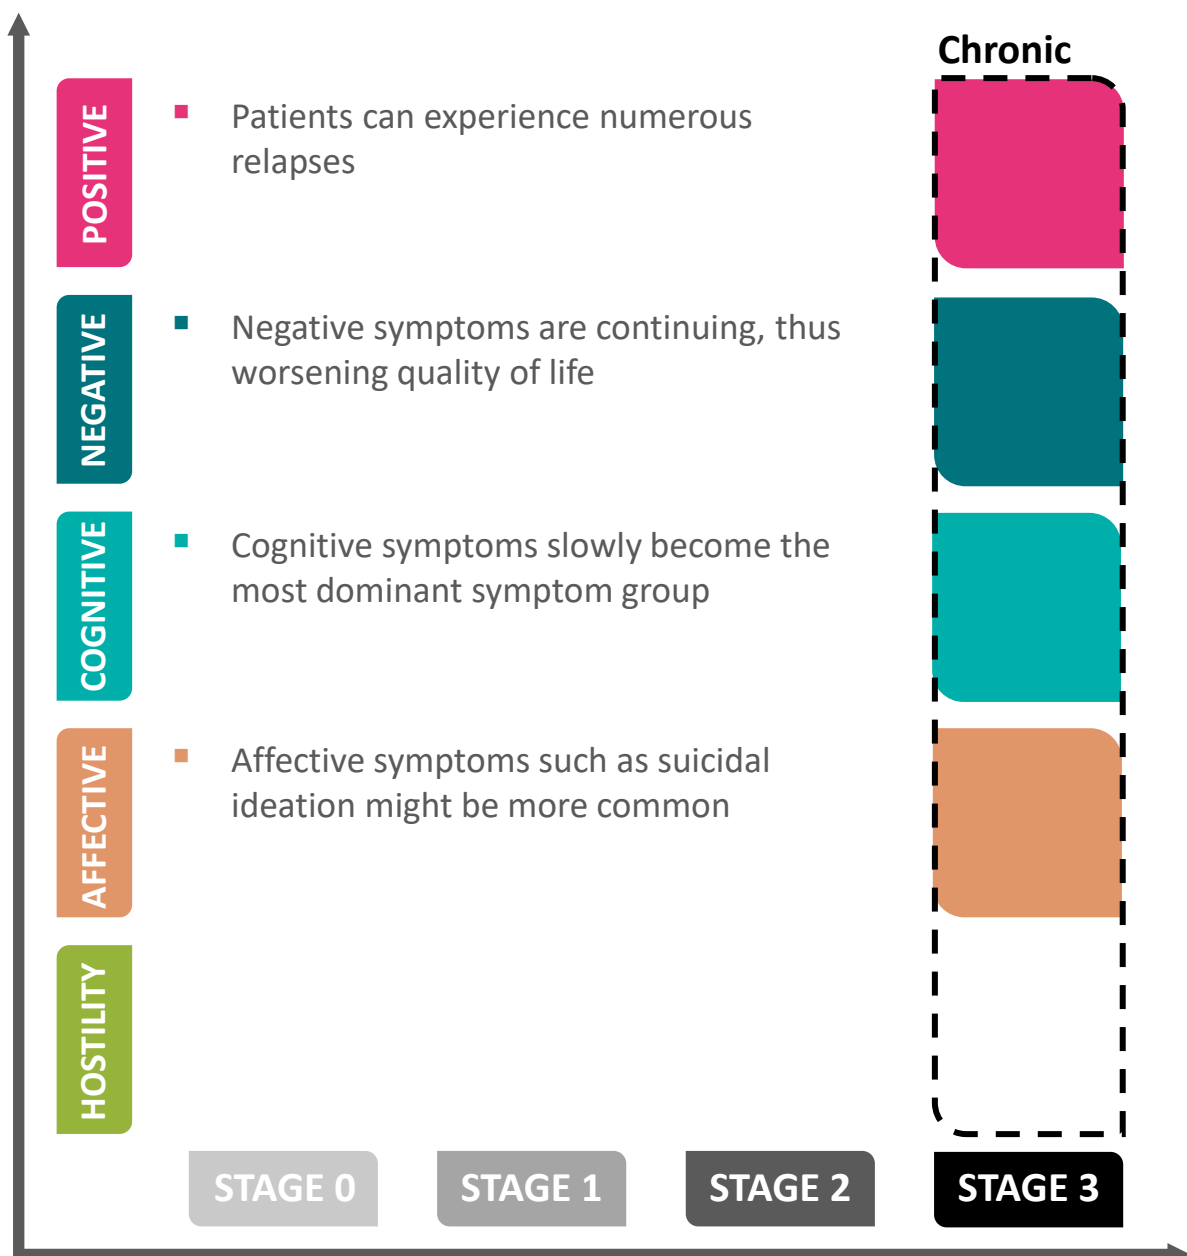 Chronic
POSITIVE
▪ Patients can experience numerous
relapses
NEGATIVE
▪ Negative symptoms are continuing, thus
worsening quality of life
COGNITIVE
▪ Cognitive symptoms slowly become the
most dominant symptom group
AFFECTIVE
▪ Affective symptoms such as suicidal
ideation might be more common
HOSTILITY
STAGE 0
STAGE 1
STAGE 2
STAGE 3